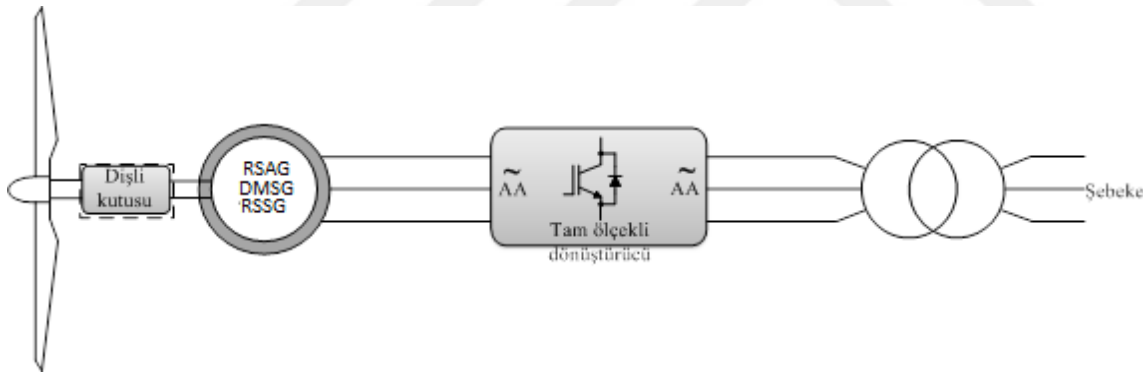 Dişli
kutusu
RSAG
DMSG
RSSG
~
AA
~
AA
Tam ölçekli
dönüştürücü
Şebeke